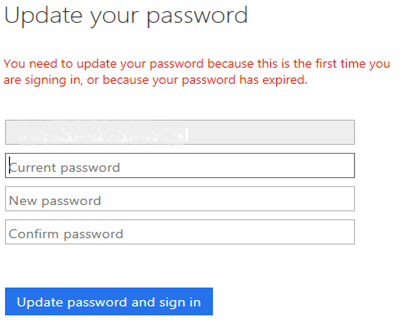 Update your password
You need to update your password because this is the first time you
are signing in, or because your password has expired.
Current password
New password
Confirm password
Update password and sign in